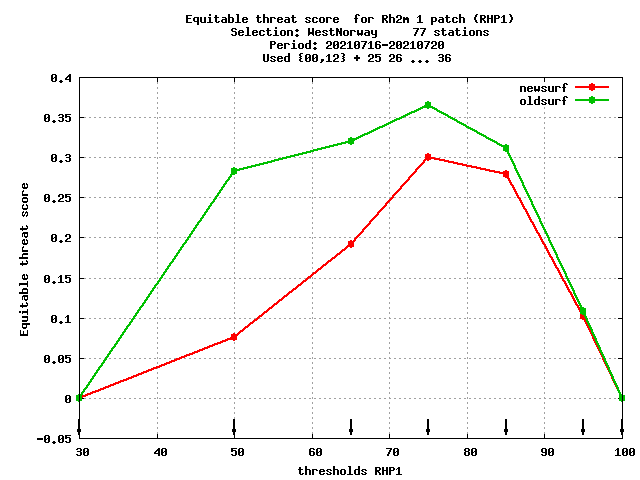 Equitable threat score  for Rh2m 1 patch (RHP1)
Selection: WestNorway     77 stations
Period: 20210716-20210720
Used {00,12} + 25 26 ... 36
newsurf
oldsurf
Equitable threat score
0.4
0.35
0.3
0.25
0.2
0.15
0.1
0.05
0
-0.05
30 40 50 60 70 80 90 100
thresholds RHP1